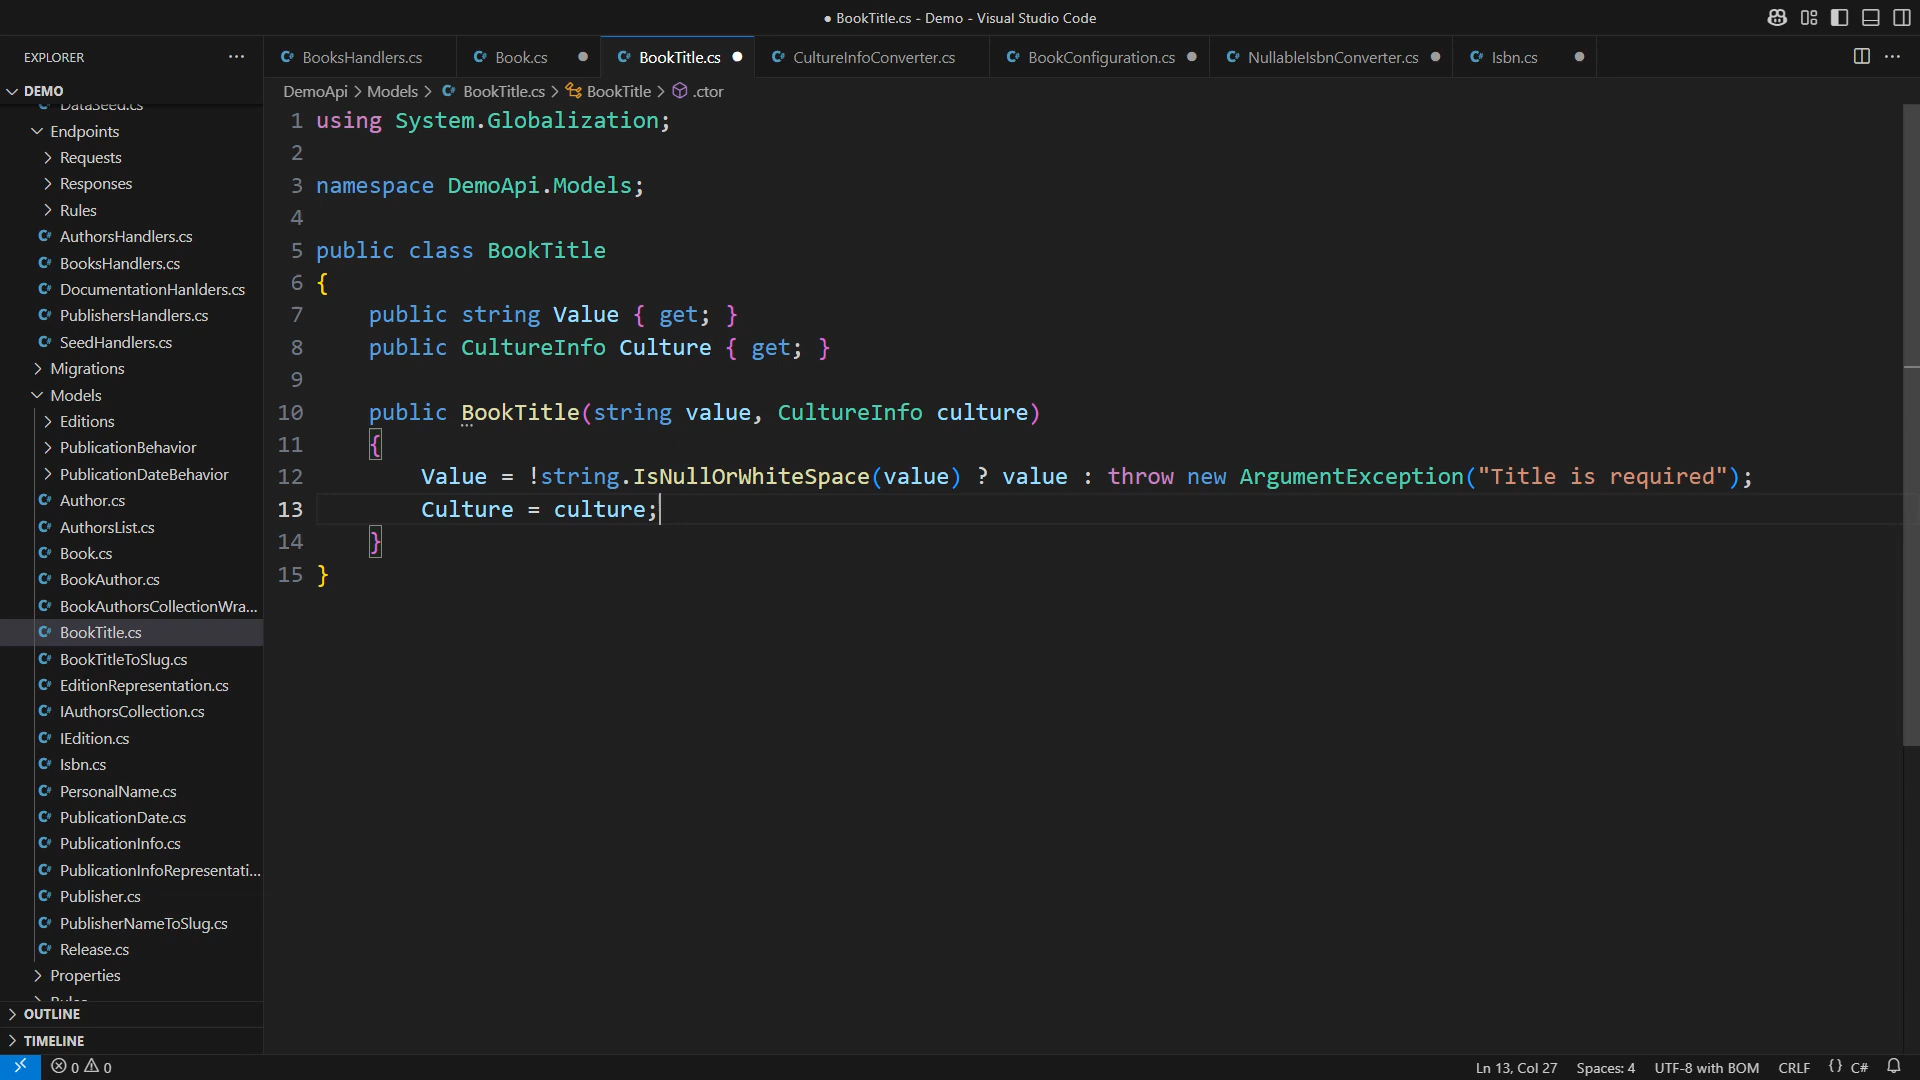 ● BookTitle.cs - Demo - Visual Studio Code
EXPLORER
BooksHandlers.cs
Book.cs
BookTitle.cs
CultureInfoConverter.cs
BookConfiguration.cs
NullableIsbnConverter.cs
Isbn.cs
DEMO
DemoApi > Models > BookTitle.cs > BookTitle > .ctor
DataSeed.cs
Endpoints
Requests
Responses
Rules
AuthorsHandlers.cs
BooksHandlers.cs
DocumentationHanlders.cs
PublishersHandlers.cs
SeedHandlers.cs
Migrations
Models
Editions
PublicationBehavior
PublicationDateBehavior
Author.cs
AuthorsList.cs
Book.cs
BookAuthor.cs
BookAuthorsCollectionWra...
BookTitle.cs
BookTitleToSlug.cs
EditionRepresentation.cs
IAuthorsCollection.cs
IEdition.cs
Isbn.cs
PersonalName.cs
PublicationDate.cs
PublicationInfo.cs
PublicationInfoRepresentati...
Publisher.cs
PublisherNameToSlug.cs
Release.cs
Properties
OUTLINE
TIMELINE
1 using System.Globalization;
2
3 namespace DemoApi.Models;
4
5 public class BookTitle
6 {
7     public string Value { get; }
8     public CultureInfo Culture { get; }
9
10     public BookTitle(string value, CultureInfo culture)
11     {
12         Value = !string.IsNullOrWhiteSpace(value) ? value : throw new ArgumentException("Title is required");
13         Culture = culture;
14     }
15 }
0 0
Ln 13, Col 27
Spaces: 4
UTF-8 with BOM
CRLF
{} C#